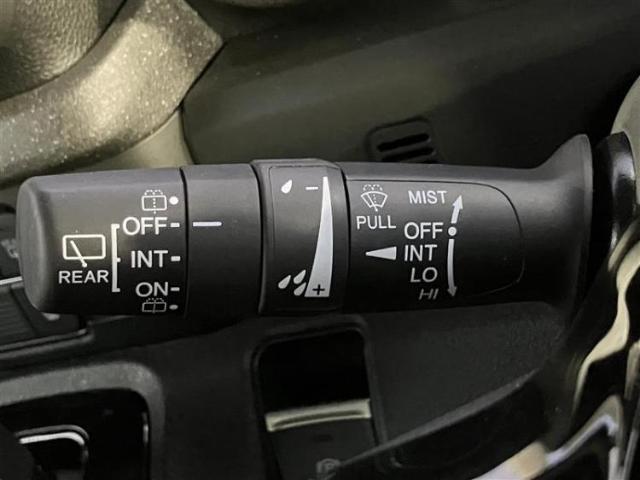 REAR
OFF
INT
ON
-
+
PULL
MIST
OFF
INT
LO
HI